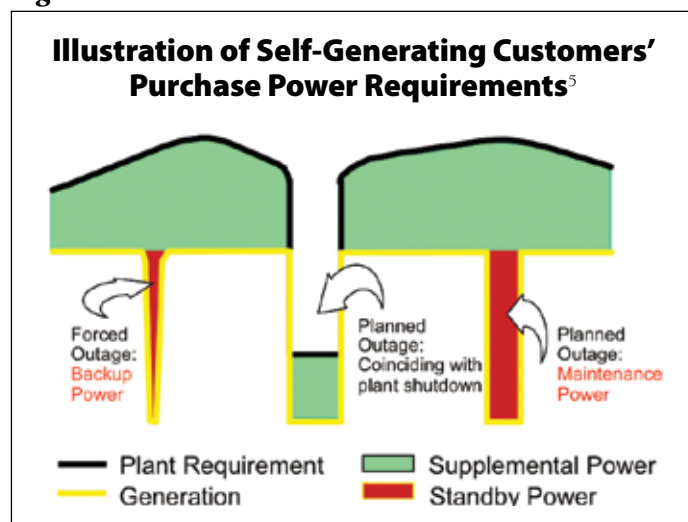 Illustration of Self-Generating Customers'
Purchase Power Requirements5
Forced
Outage:
Backup
Power
Planned
Outage:
Coinciding with
plant shutdown
Planned
Outage:
Maintenance
Power
Plant Requirement
Supplemental Power
Generation
Standby Power